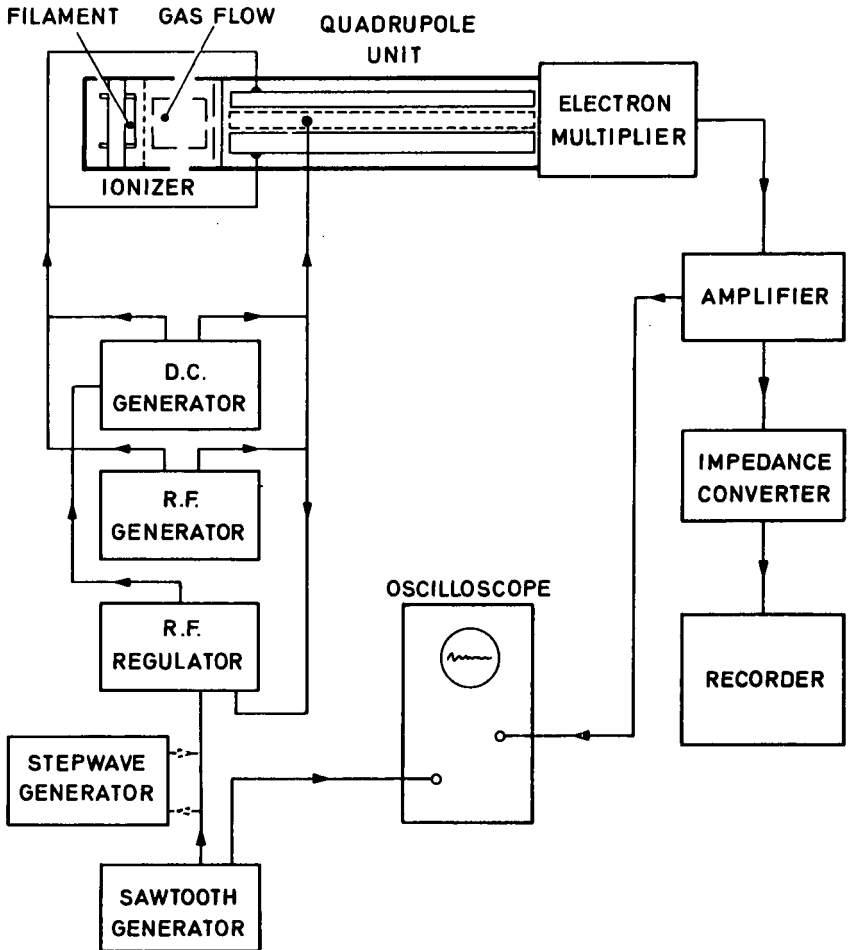 FILAMENT
GAS FLOW
QUADRUPOLE
UNIT
IONIZER
ELECTRON
MULTIPLIER
AMPLIFIER
D.C.
GENERATOR
IMPEDANCE
CONVERTER
R.F.
GENERATOR
OSCILLOSCOPE
R.F.
REGULATOR
RECORDER
STEPWAVE
GENERATOR
SAWTOOTH
GENERATOR